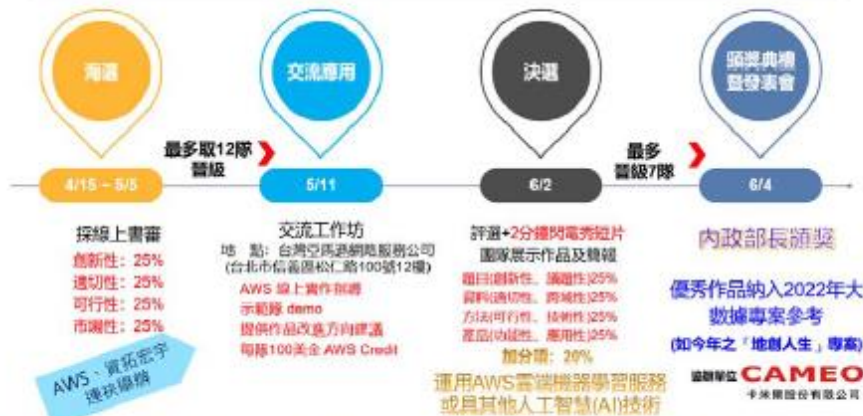 海選
交流應用
決選
頒獎典禮
暨發表會
最多取12隊
晉級
最多
晉級7隊
4/15 ~ 5/5
5/11
6/2
6/4
採線上書審
創新性：25%
適切性：25%
可行性：25%
市場性：25%
AWS、資拓宏宇
連袂舉辦
交流工作坊
地 點：台灣亞馬遜網路服務公司
(台北市信義區松仁路100號12樓)
AWS 線上實作指導
示範隊 demo
提供作品改進方向建議
每隊100美金 AWS Credit
評選+2分鐘閃電秀短片
團隊展示作品及簡報
題目(創新性、議題性)25%
資料(適切性、跨域性)25%
方法(可行性、技術性)25%
產品(功能性、應用性)25%
加分項：20%
運用AWS雲端機器學習服務
或具其他人工智慧(AI)技術
內政部長頒獎
優秀作品納入2022年大
數據專案參考
(如今年之「地創人生」專案)
協辦單位 CAMEO
卡米爾股份有限公司